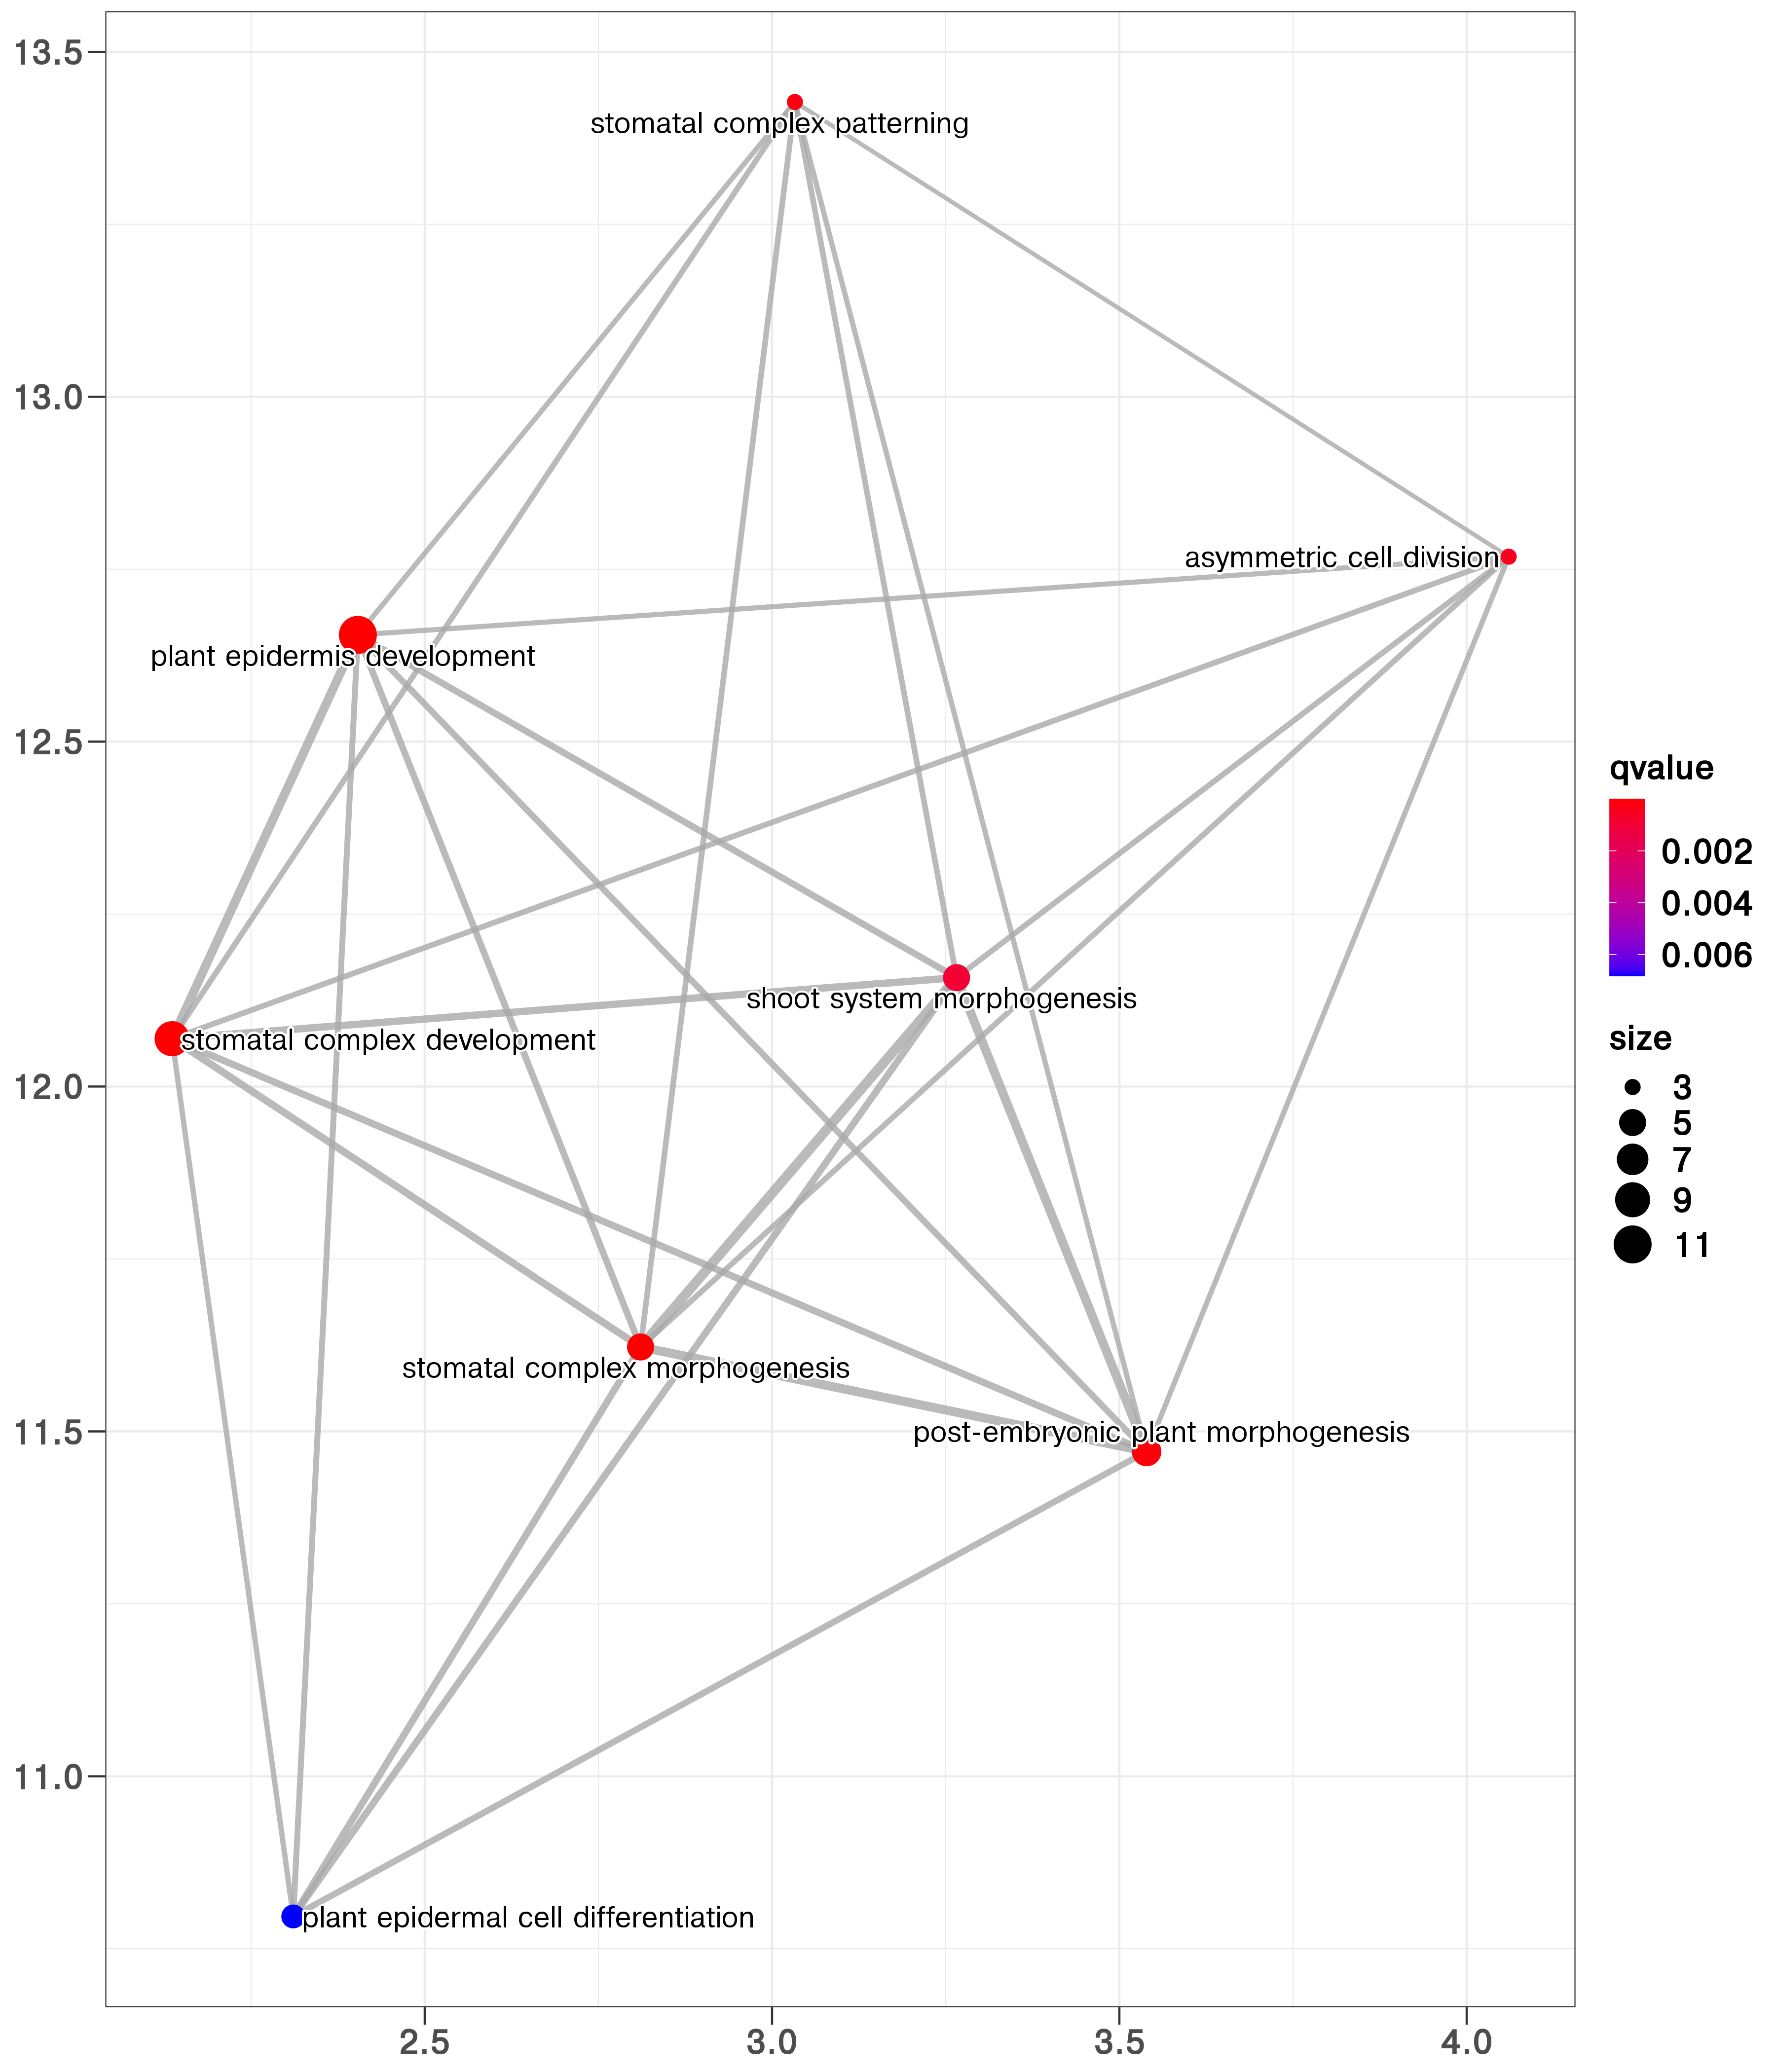 13.5
stomatal complex patterning
13.0
asymmetric cell division
plant epidermis development
12.5
shoot system morphogenesis
stomatal complex development
12.0
stomatal complex morphogenesis
11.5
post-embryonic plant morphogenesis
11.0
plant epidermal cell differentiation
2.5
3.0
3.5
4.0
qvalue
0.002
0.004
0.006
size
3
5
7
9
11